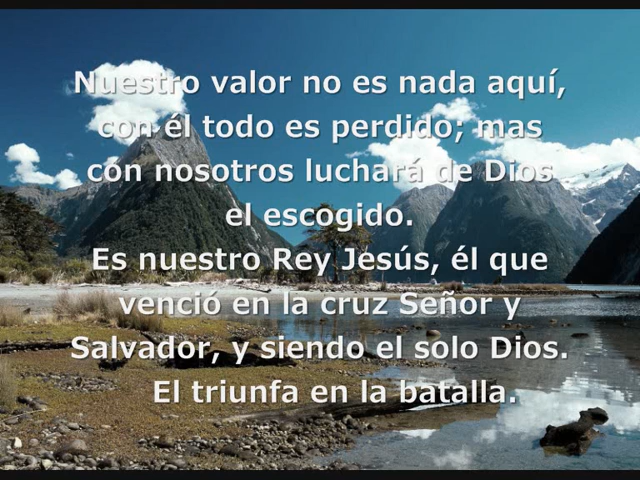 Nuestro valor no es nada aquí,
con él todo es perdido; mas
con nosotros luchará de Dios
el escogido.
Es nuestro Rey Jesús, él que
venció en la cruz Señor y
Salvador, y siendo el solo Dios.
El triunfa en la batalla.